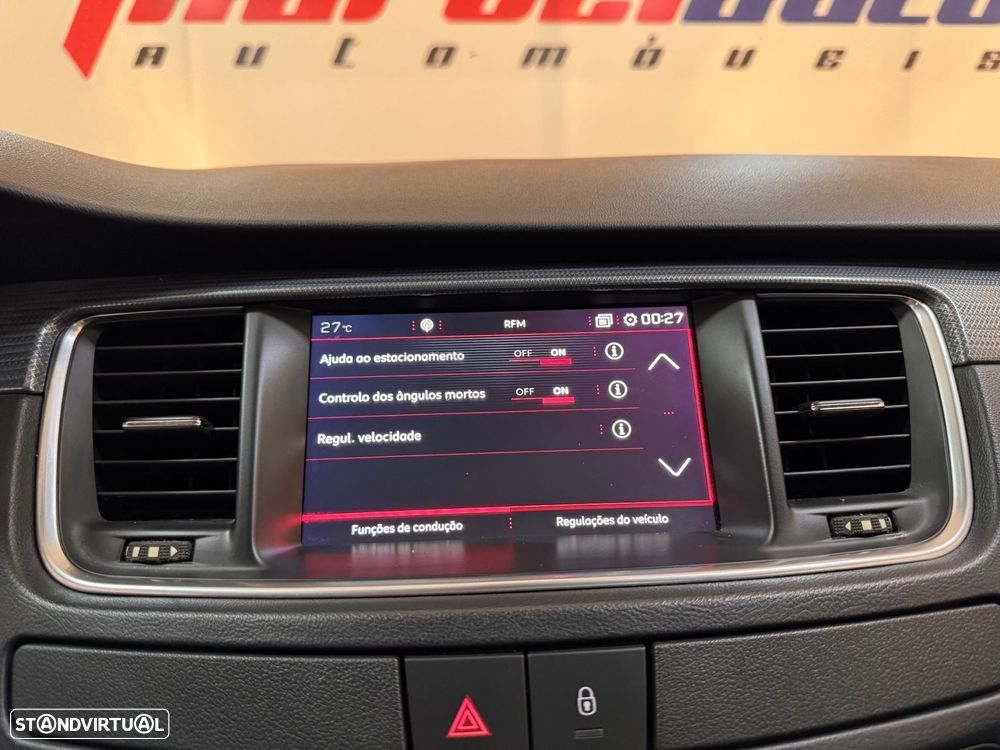 automóveis
27°C RFM 00:27
Ajuda ao estacionamento OFF ON
Controlo dos ângulos mortos OFF ON
Regul. velocidade
Funções de condução Regulações do veículo
STANDVIRTUAL